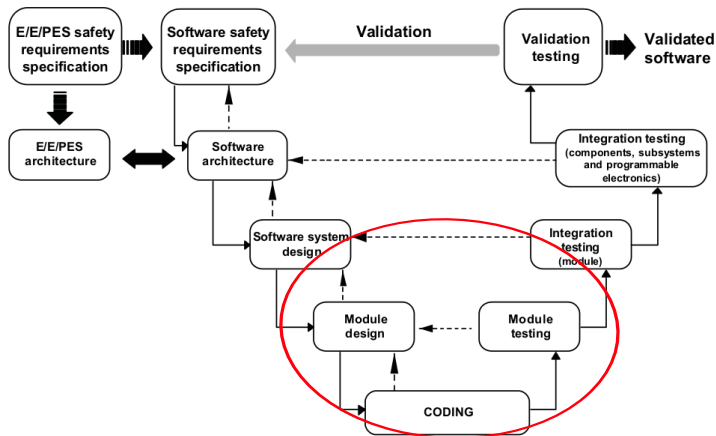 E/E/PES safety
requirements
specification
Software safety
requirements
specification
Validation
Validation
testing
Validated
software
E/E/PES
architecture
Software
architecture
Integration testing
(components, subsystems
and programmable
electronics)
Software system
design
Integration
testing
(module)
Module
design
Module
testing
CODING